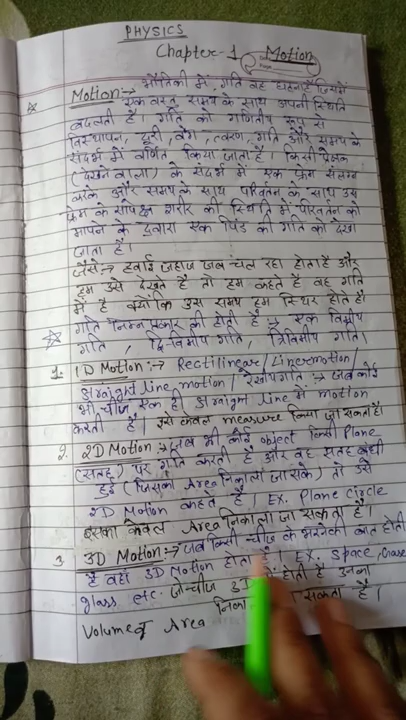 PHYSICS
Chapter-1 Motion
Motion:→ भौतिकी में, गति वह घटना है जिसमें
एक वस्तु समय के साथ अपनी स्थिति
बदलती है। गति को गणितीय रूप से
विस्थापन, दूरी, वेग, त्वरण, गति और समय के
संदर्भ में वर्णित किया जाता है। किसी प्रेक्षक
(देखने वाला) के संदर्भ में एक फ्रेम संलग्न
करके और समय के साथ परिवर्तन के साथ उस
फ्रेम के सापेक्ष शरीर की स्थिति में परिवर्तन को
मापने के दुवारा एक पिंड की गति को देखा
जाता है।
जैसे:→ हवाई जहाज जब चल रहा होता है और
हम उसे देखते है तो हम कहते है वह गति
में है क्योंकि उस समय हम स्थिर होते है।
गति निम्न प्रकार की होती है:→ एक विमीय
गति, द्वि-विमीय गति, त्रिविमीय गति।
1. 1D Motion:→ Rectilinear/Linermotion/
straight line motion/ रेखीयगति:→ जब कोई
भी चीज एक ही straight line में motion
करती है। इसे केवल measure किया जा सकता है।
2. 2D Motion:→ जब भी कोई object किसी Plane
(सतह) पर गति करती है और वह सतह बंधी
हुई (जिसका Area निकाला जा सके) तो उसे
2D Motion कहते है। EX. Plane Circle
इसका केवल Area निकाला जा सकता है।
3. 3D Motion:→ जब किसी चीज के भरने की बात होती
है वहाँ 3D Motion होता है। EX. Space,
glass etc. जो चीज 3D में होती है उनका
Volume व Area निकाला सकता है।